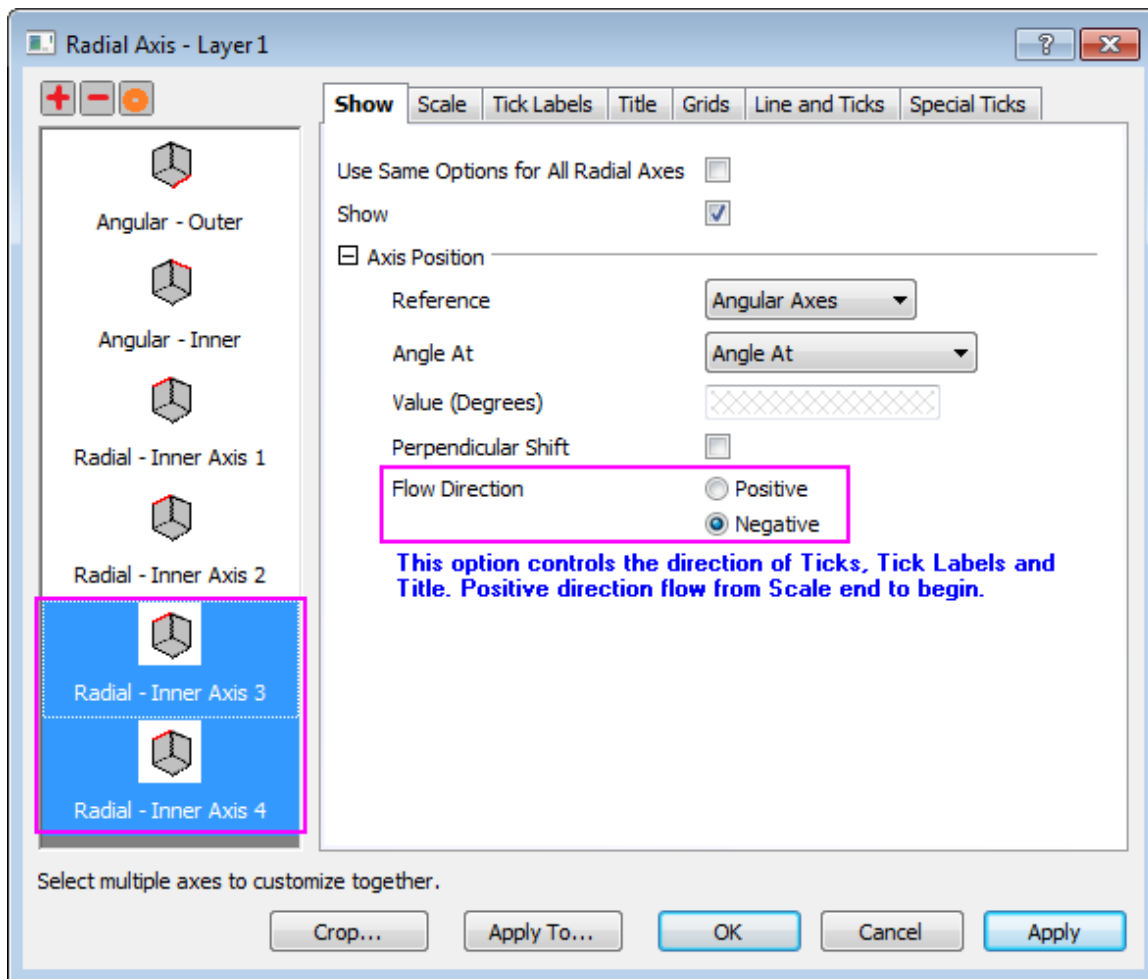 Radial Axis - Layer 1
Show Scale Tick Labels Title Grids Line and Ticks Special Ticks
Angular - Outer
Angular - Inner
Radial - Inner Axis 1
Radial - Inner Axis 2
Radial - Inner Axis 3
Radial - Inner Axis 4
Use Same Options for All Radial Axes
Show
Axis Position
Reference Angular Axes
Angle At Angle At
Value (Degrees)
Perpendicular Shift
Flow Direction Positive
Negative
This option controls the direction of Ticks, Tick Labels and
Title. Positive direction flow from Scale end to begin.
Select multiple axes to customize together.
Crop... Apply To... OK Cancel Apply